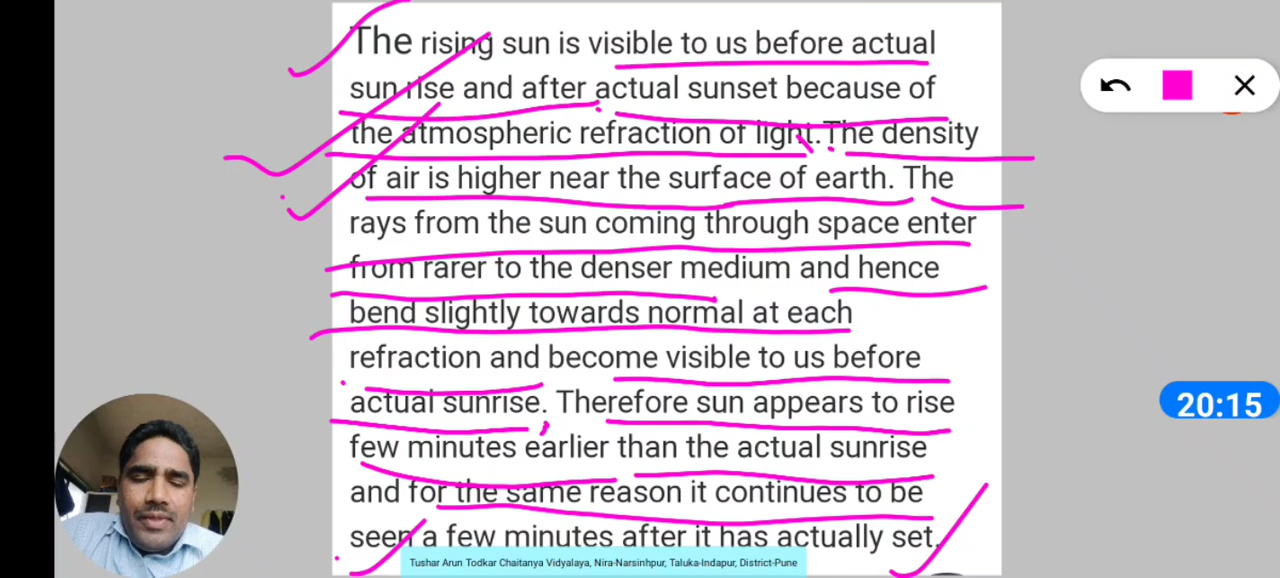 The rising sun is visible to us before actual
sun rise and after actual sunset because of
the atmospheric refraction of light.The density
of air is higher near the surface of earth. The
rays from the sun coming through space enter
from rarer to the denser medium and hence
bend slightly towards normal at each
refraction and become visible to us before
actual sunrise. Therefore sun appears to rise
few minutes earlier than the actual sunrise
and for the same reason it continues to be
seen a few minutes after it has actually set.
Tushar Arun Todkar Chaitanya Vidyalaya, Nira-Narsinhpur, Taluka-Indapur, District-Pune
20:15